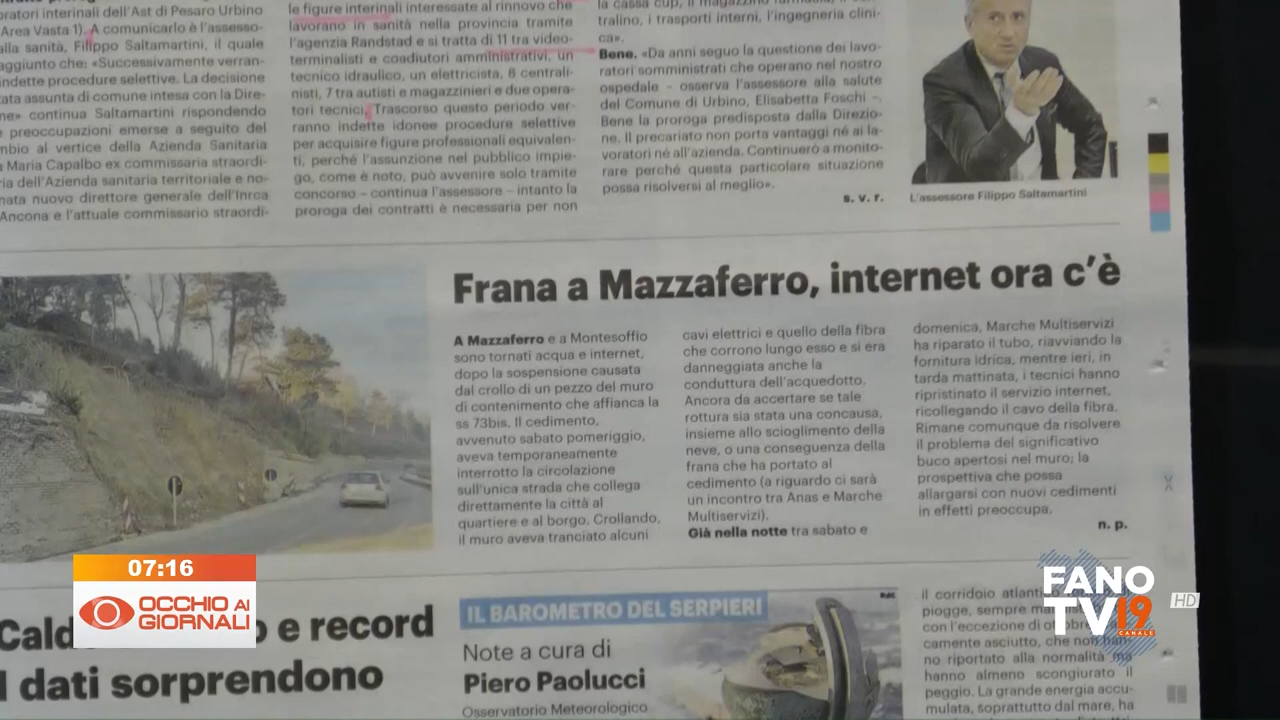 oratori interinali dell'Ast di Pesaro Urbino
Area Vasta 1). A comunicarlo è l'assesso-
alla sanità, Filippo Saltamartini, il quale
aggiunto che: «Successivamente verran-
indette procedure selettive. La decisione
tata assunta di comune intesa con la Dire-
ne» continua Saltamartini rispondendo
e preoccupazioni emerse a seguito del
mbio al vertice della Azienda Sanitaria
a Maria Capalbo ex commissaria straordi-
ria dell'Azienda sanitaria territoriale e no-
nata nuovo direttore generale dell'Inrca
Ancona e l'attuale commissario straordi-
le figure interinali interessate al rinnovo che
lavorano in sanità nella provincia tramite
l'agenzia Randstad e si tratta di 11 tra video-
terminalisti e coadiutori amministrativi, un
tecnico idraulico, un elettricista, 8 centrali-
nisti, 7 tra autisti e magazzinieri e due opera-
tori tecnici. Trascorso questo periodo ver-
ranno indette idonee procedure selettive
per acquisire figure professionali equivalen-
ti, perché l'assunzione nel pubblico impie-
go, come è noto, può avvenire solo tramite
concorso – continua l'assessore – intanto la
proroga dei contratti è necessaria per non
la cassa cup, il magazzino farmacia, il cen-
tralino, i trasporti interni, l'ingegneria clini-
ca».
Bene. «Da anni seguo la questione dei lavo-
ratori somministrati che operano nel nostro
ospedale – osserva l'assessore alla salute
del Comune di Urbino, Elisabetta Foschi –.
Bene la proroga predisposta dalla Direzio-
ne. Il precariato non porta vantaggi né ai la-
voratori né all'azienda. Continuerò a monito-
rare perché questa particolare situazione
possa risolversi al meglio».
s. v. r.
L'assessore Filippo Saltamartini
Frana a Mazzaferro, internet ora c'è
A Mazzaferro e a Montesoffio
sono tornati acqua e internet,
dopo la sospensione causata
dal crollo di un pezzo del muro
di contenimento che affianca la
ss 73bis. Il cedimento,
avvenuto sabato pomeriggio,
aveva temporaneamente
interrotto la circolazione
sull'unica strada che collega
direttamente la città al
quartiere e al borgo. Crollando,
il muro aveva tranciato alcuni
cavi elettrici e quello della fibra
che corrono lungo esso e si era
danneggiata anche la
conduttura dell'acquedotto.
Ancora da accertare se tale
rottura sia stata una concausa,
insieme allo scioglimento della
neve, o una conseguenza della
frana che ha portato al
cedimento (a riguardo ci sarà
un incontro tra Anas e Marche
Multiservizi).
Già nella notte tra sabato e
domenica, Marche Multiservizi
ha riparato il tubo, riavviando la
fornitura idrica, mentre ieri, in
tarda mattinata, i tecnici hanno
ripristinato il servizio internet,
ricollegando il cavo della fibra.
Rimane comunque da risolvere
il problema del significativo
buco apertosi nel muro; la
prospettiva che possa
allargarsi con nuovi cedimenti
in effetti preoccupa.
n. p.
07:16
OCCHIO AI
GIORNALI
e record
I dati sorprendono
IL BAROMETRO DEL SERPIERI
Note a cura di
Piero Paolucci
Osservatorio Meteorologico
il corridoio atlantico
piogge, sempre
con l'eccezione di
camente asciutto, che non
no riportato alla normalità ma
hanno almeno scongiurato il
peggio. La grande energia accu-
mulata, soprattutto dal mare, ha
FANO
TV 19
CANALE
HD